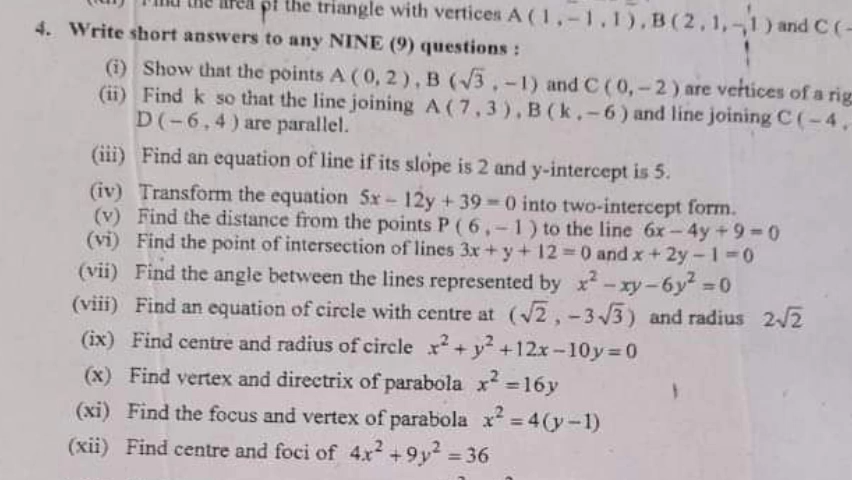 the area of the triangle with vertices A ( 1 , – 1 , 1 ) , B ( 2 , 1 , – 1 ) and C ( –
4. Write short answers to any NINE (9) questions :
(i) Show that the points A ( 0, 2 ) , B ( √3 , –1) and C ( 0, – 2 ) are vertices of a rig
(ii) Find k so that the line joining A ( 7 , 3 ) , B ( k , – 6 ) and line joining C ( – 4 ,
D ( – 6 , 4 ) are parallel.
(iii) Find an equation of line if its slope is 2 and y-intercept is 5.
(iv) Transform the equation 5x – 12y + 39 = 0 into two-intercept form.
(v) Find the distance from the points P ( 6 , – 1 ) to the line 6x – 4y + 9 = 0
(vi) Find the point of intersection of lines 3x + y + 12 = 0 and x + 2y – 1 = 0
(vii) Find the angle between the lines represented by x² – xy – 6y² = 0
(viii) Find an equation of circle with centre at (√2 , –3√3) and radius 2√2
(ix) Find centre and radius of circle x² + y² + 12x – 10y = 0
(x) Find vertex and directrix of parabola x² = 16y
(xi) Find the focus and vertex of parabola x² = 4(y – 1)
(xii) Find centre and foci of 4x² + 9y² = 36